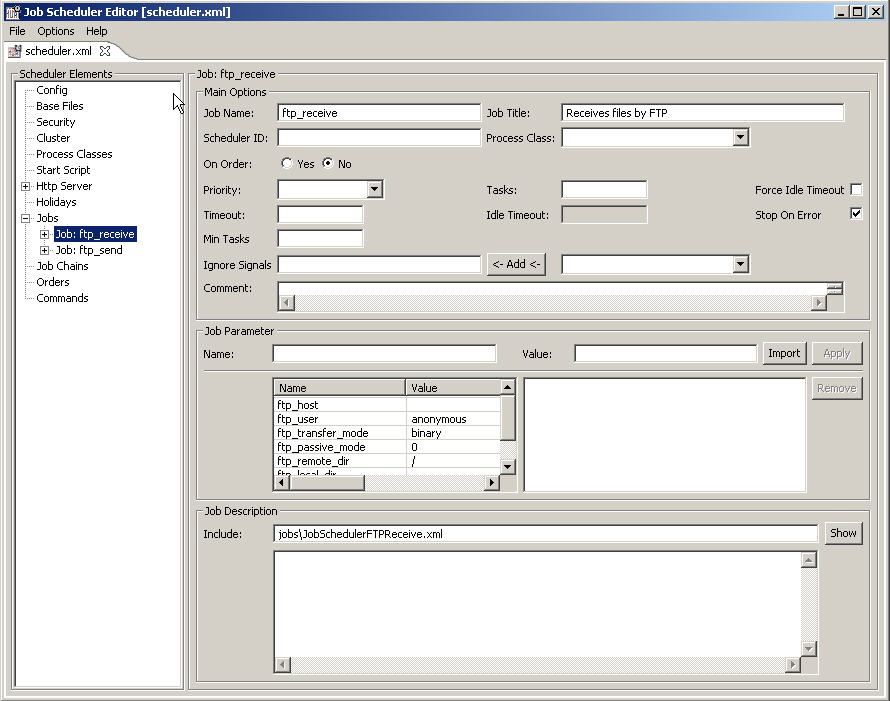 Job Scheduler Editor [scheduler.xml]
File Options Help
scheduler.xml
Scheduler Elements
Config
Base Files
Security
Cluster
Process Classes
Start Script
Http Server
Holidays
Jobs
Job: ftp_receive
Job: ftp_send
Job Chains
Orders
Commands
Job: ftp_receive
Main Options
Job Name: ftp_receive Job Title: Receives files by FTP
Scheduler ID: Process Class:
On Order: Yes No
Priority: Tasks: Force Idle Timeout
Timeout: Idle Timeout: Stop On Error
Min Tasks
Ignore Signals <- Add <-
Comment:
Job Parameter
Name: Value: Import Apply
Name Value Remove
ftp_host
ftp_user anonymous
ftp_transfer_mode binary
ftp_passive_mode 0
ftp_remote_dir /
ftp_local_dir
Job Description
Include: jobs\JobSchedulerFTPReceive.xml Show